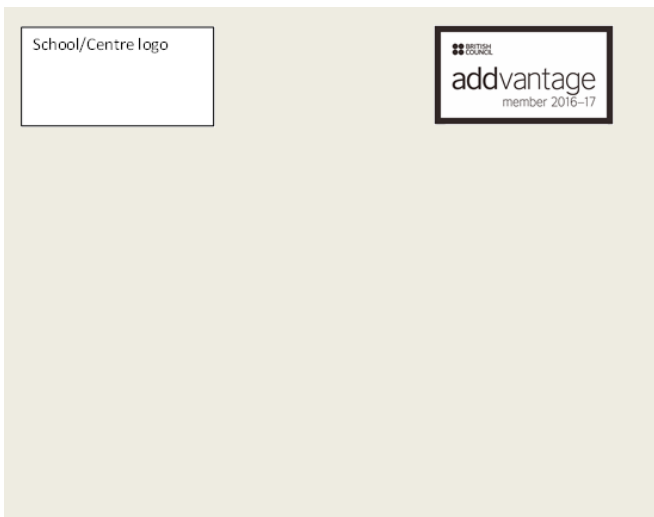 School/Centre logo
BRITISH
COUNCIL
addvantage
member 2016–17